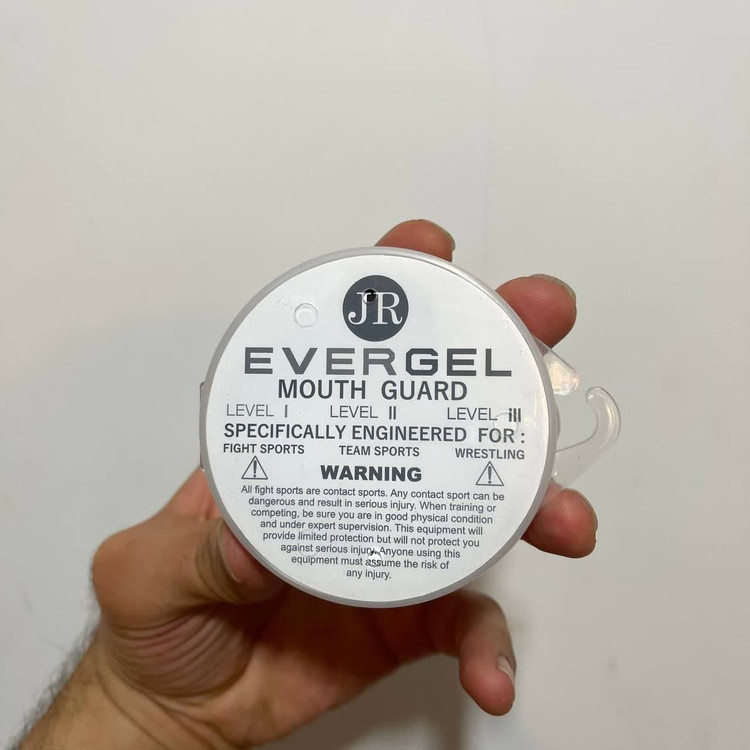 JR
EVERGEL
MOUTH GUARD
LEVEL I LEVEL II LEVEL iII
SPECIFICALLY ENGINEERED FOR :
FIGHT SPORTS TEAM SPORTS WRESTLING
WARNING
All fight sports are contact sports. Any contact sport can be
dangerous and result in serious injury. When training or
competing, be sure you are in good physical condition
and under expert supervision. This equipment will
provide limited protection but will not protect you
against serious injury. Anyone using this
equipment must assume the risk of
any injury.